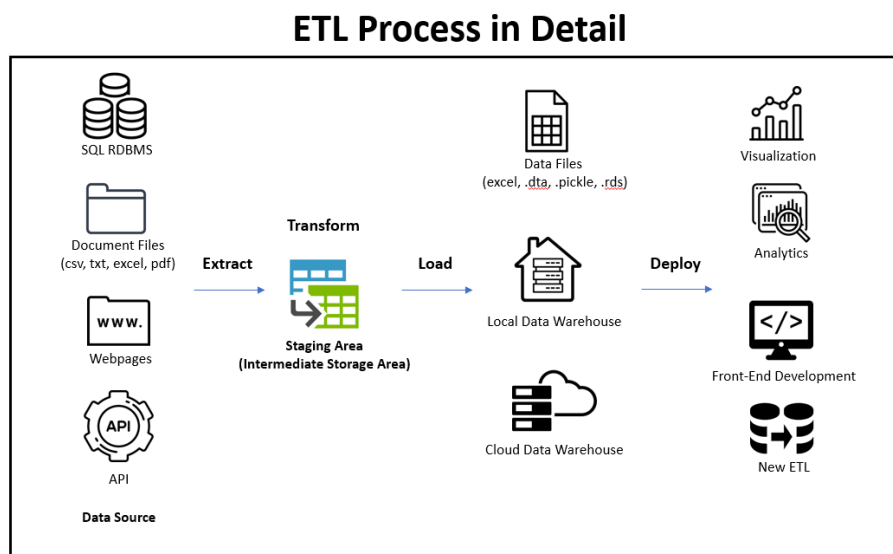 ETL Process in Detail
SQL RDBMS
Document Files
(csv, txt, excel, pdf)
www.
Webpages
API
API
Data Source
Extract
Transform
Staging Area
(Intermediate Storage Area)
Load
Data Files
(excel, .dta, .pickle, .rds)
Local Data Warehouse
Cloud Data Warehouse
Deploy
Visualization
Analytics
</>
Front-End Development
New ETL